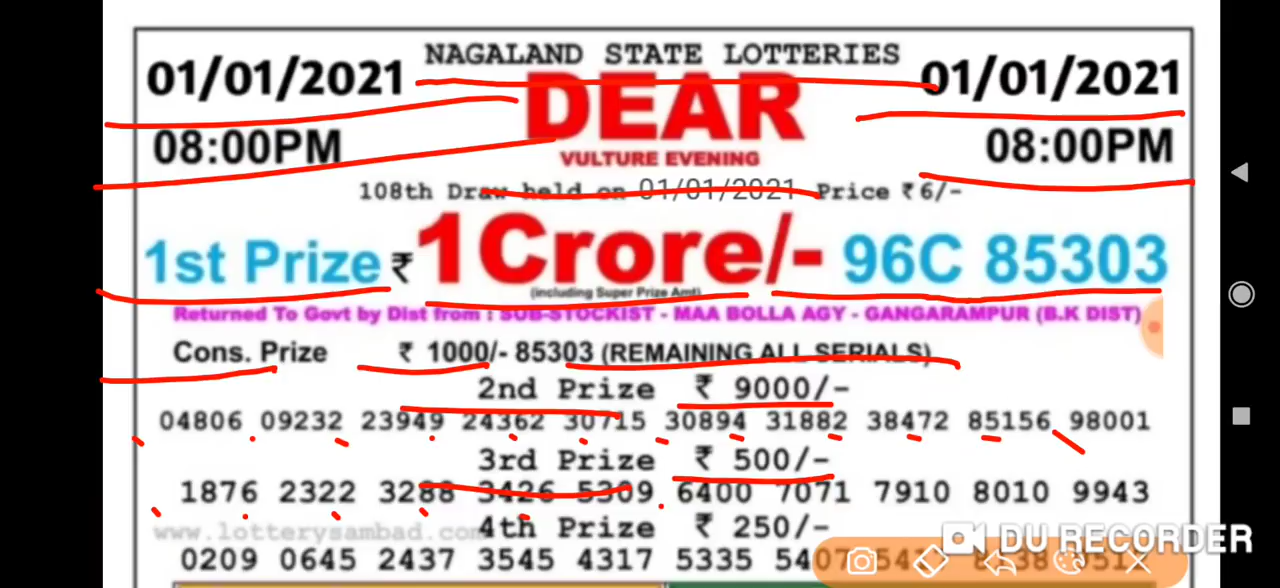 NAGALAND STATE LOTTERIES
01/01/2021 DEAR 01/01/2021
08:00PM VULTURE EVENING 08:00PM
108th Draw held on 01/01/2021 Price ₹ 6/-
1st Prize ₹ 1Crore/- 96C 85303
(including Super Prize Amt)
Returned To Govt by Dist from : SUB-STOCKIST - MAA BOLLA AGY - GANGARAMPUR (B.K DIST)
Cons. Prize ₹ 1000/- 85303 (REMAINING ALL SERIALS)
2nd Prize ₹ 9000/-
04806 09232 23949 24362 30715 30894 31882 38472 85156 98001
3rd Prize ₹ 500/-
1876 2322 3288 3426 5309 6400 7071 7910 8010 9943
www.lotterysambad.com 4th Prize ₹ 250/-
DU RECORDER
0209 0645 2437 3545 4317 5335